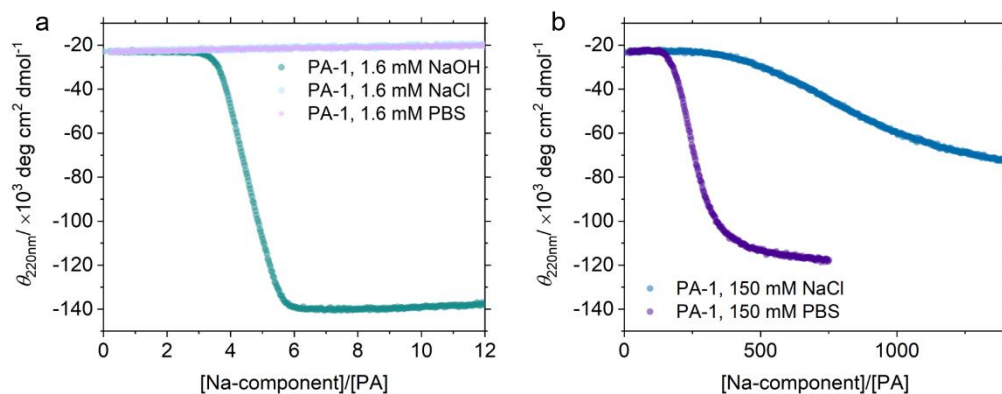 a
θ220nm/ ×10³ deg cm² dmol⁻¹
-20
-40
-60
-80
-100
-120
-140
PA-1, 1.6 mM NaOH
PA-1, 1.6 mM NaCl
PA-1, 1.6 mM PBS
0 2 4 6 8 10 12
[Na-component]/[PA]
b
θ220nm/ ×10³ deg cm² dmol⁻¹
-20
-40
-60
-80
-100
-120
-140
PA-1, 150 mM NaCl
PA-1, 150 mM PBS
0 500 1000
[Na-component]/[PA]